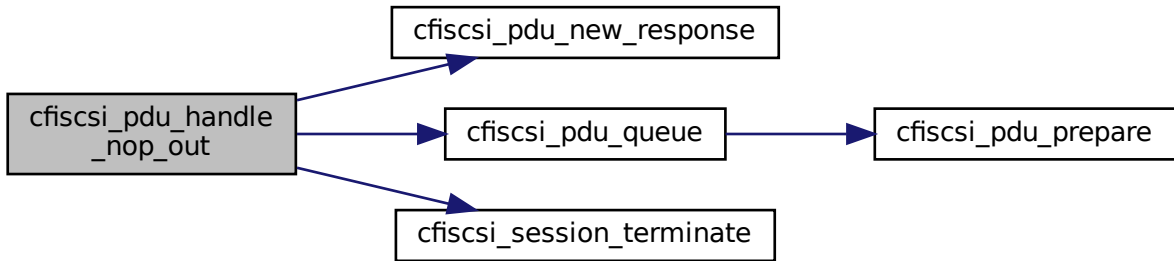 cfiscsi_pdu_new_response
cfiscsi_pdu_handle
_nop_out
cfiscsi_pdu_queue
cfiscsi_pdu_prepare
cfiscsi_session_terminate